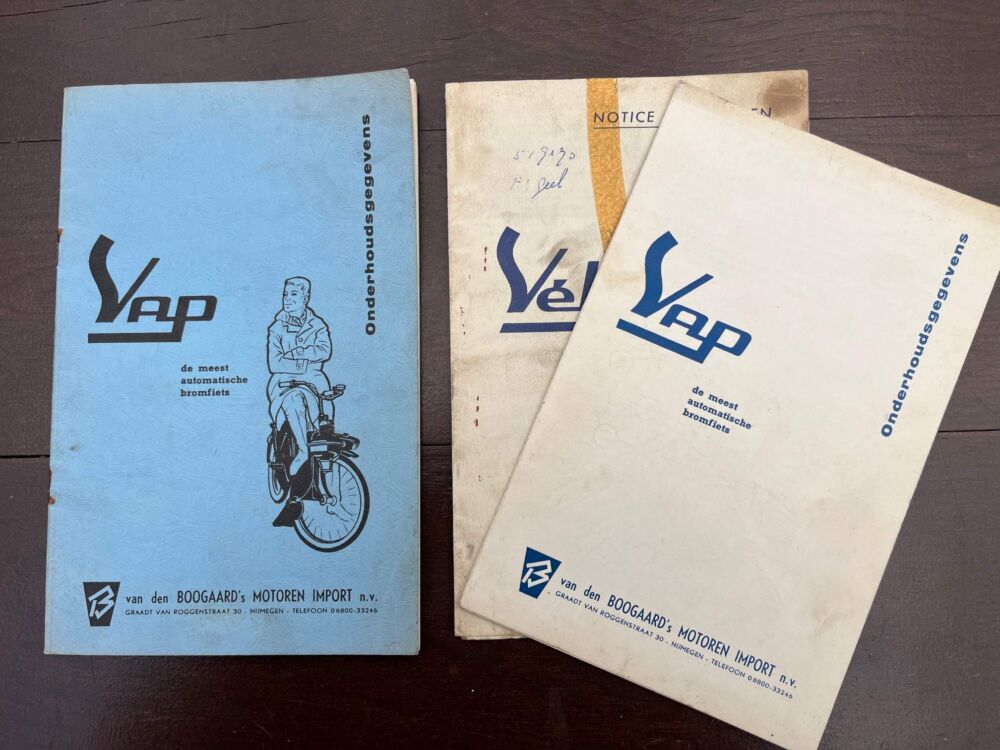 Onderhoudsgegevens
VAP
de meest
automatische
bromfiets
B
van den BOOGAARD's MOTOREN IMPORT n.v.
GRAADT VAN ROGGENSTRAAT 30 - NIJMEGEN - TELEFOON 08800-33246
NOTICE
Vél
VAP
de meest
automatische
bromfiets
Onderhoudsgegevens
B
van den BOOGAARD's MOTOREN IMPORT n.v.
GRAADT VAN ROGGENSTRAAT 30 - NIJMEGEN - TELEFOON 08800-33246